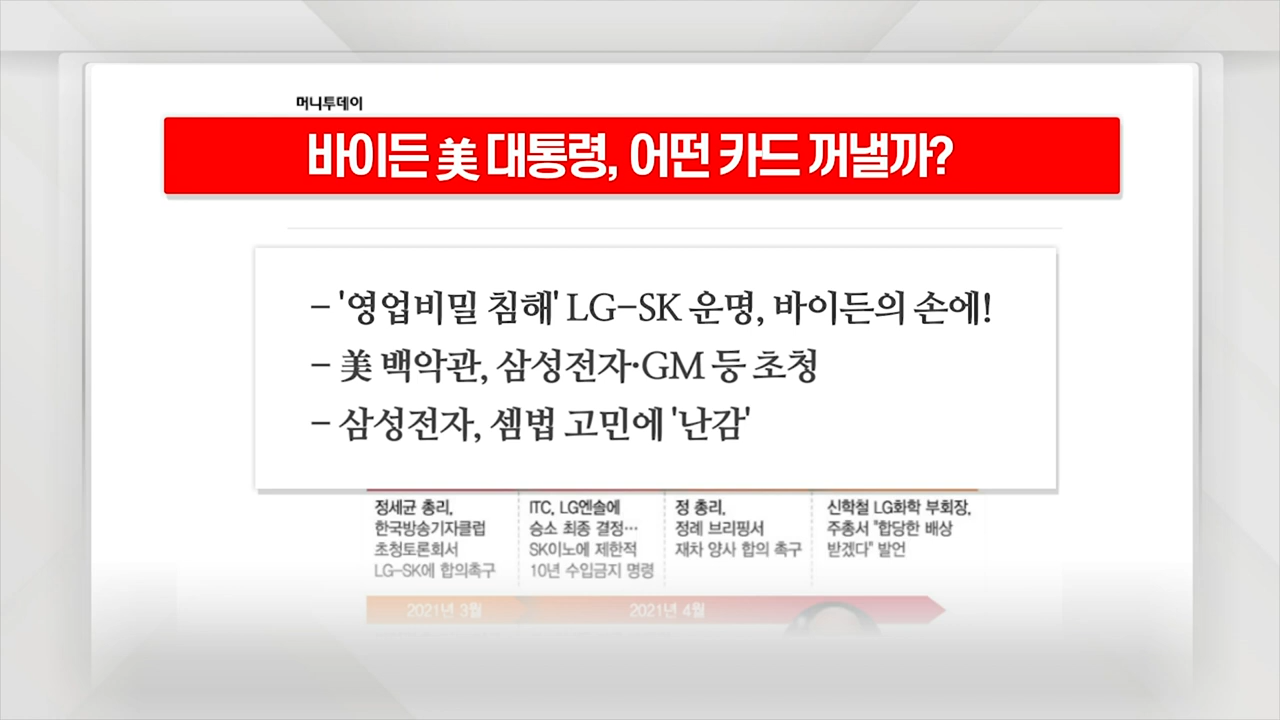 머니투데이
바이든 美 대통령, 어떤 카드 꺼낼까?
- '영업비밀 침해' LG-SK 운명, 바이든의 손에!
- 美 백악관, 삼성전자·GM 등 초청
- 삼성전자, 셈법 고민에 '난감'
정세균 총리,
한국방송기자클럽
초청토론회서
LG-SK에 합의촉구
ITC, LG엔솔에
승소 최종 결정…
SK이노에 제한적
10년 수입금지 명령
정 총리,
정례 브리핑서
재차 양사 합의 촉구
신학철 LG화학 부회장,
주총서 "합당한 배상
받겠다" 발언
2021년 3월
2021년 4월